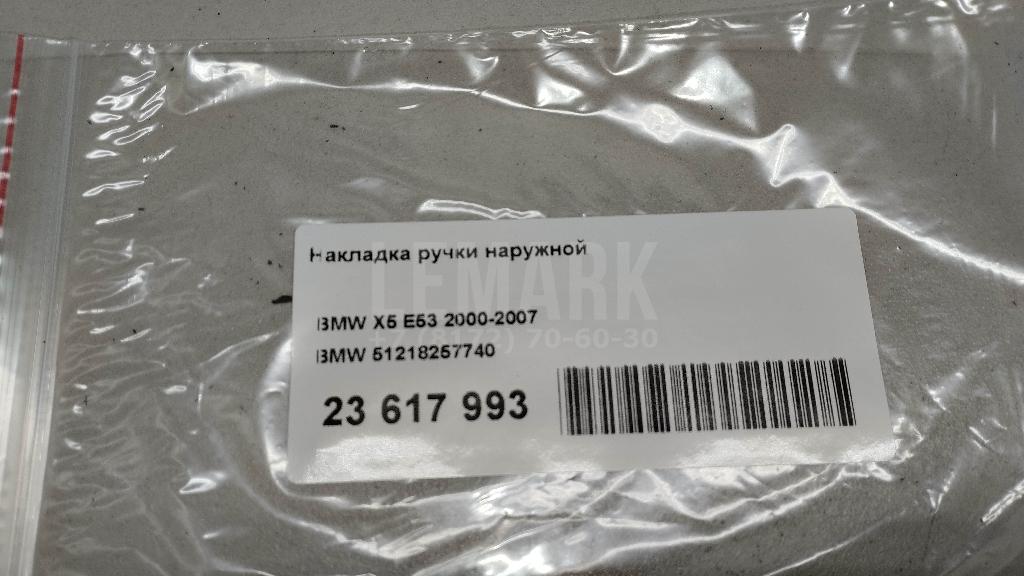 Накладка ручки наружной
LEMARK
BMW X5 E53 2000-2007
70-60-30
BMW 51218257740
23 617 993